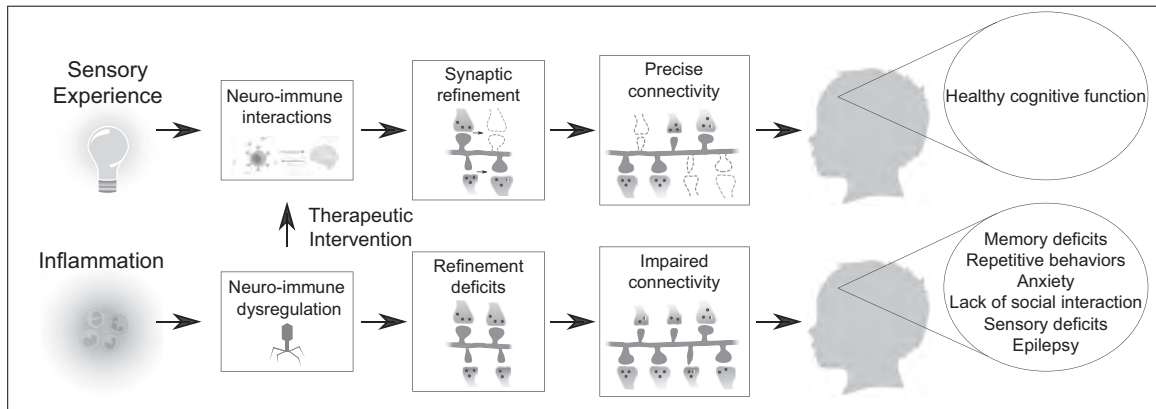 Sensory
Experience
Neuro-immune
interactions
Synaptic
refinement
Precise
connectivity
Healthy cognitive function
Therapeutic
Intervention
Inflammation
Neuro-immune
dysregulation
Refinement
deficits
Impaired
connectivity
Memory deficits
Repetitive behaviors
Anxiety
Lack of social interaction
Sensory deficits
Epilepsy